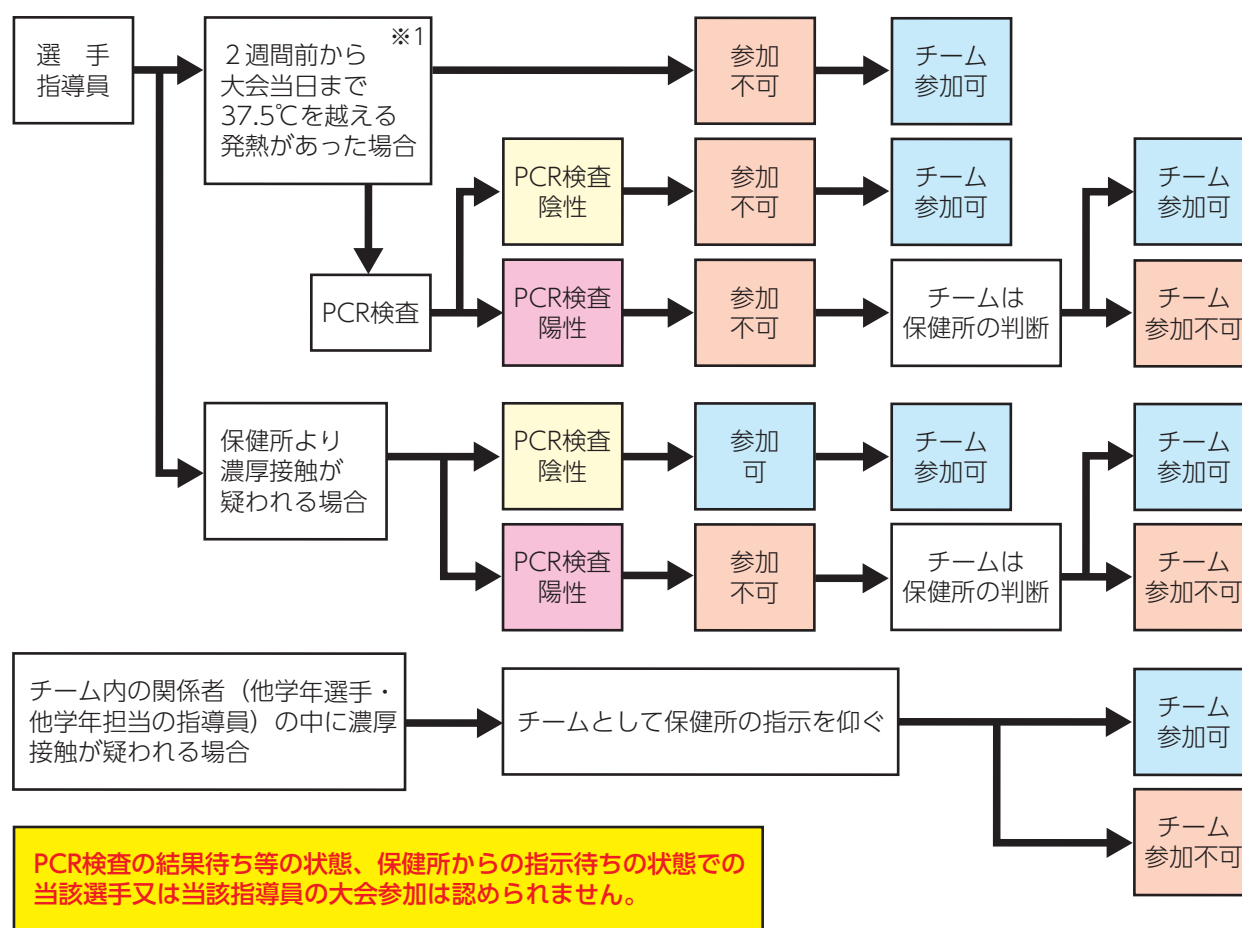 選　手
指導員
※1
２週間前から
大会当日まで
37.5℃を越える
発熱があった場合
参加
不可
チーム
参加可
PCR検査
陰性
参加
不可
チーム
参加可
チーム
参加可
PCR検査
PCR検査
陽性
参加
不可
チームは
保健所の判断
チーム
参加不可
保健所より
濃厚接触が
疑われる場合
PCR検査
陰性
参加
可
チーム
参加可
チーム
参加可
PCR検査
陽性
参加
不可
チームは
保健所の判断
チーム
参加不可
チーム内の関係者（他学年選手・
他学年担当の指導員）の中に濃厚
接触が疑われる場合
チームとして保健所の指示を仰ぐ
チーム
参加可
チーム
参加不可
PCR検査の結果待ち等の状態、保健所からの指示待ちの状態での
当該選手又は当該指導員の大会参加は認められません。